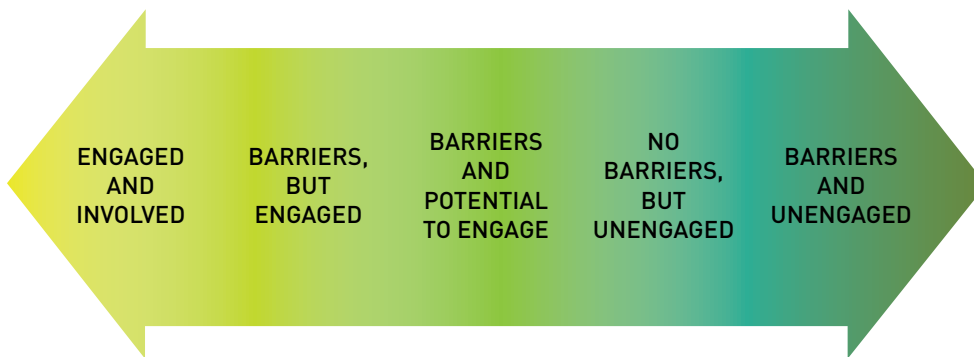 ENGAGED
AND
INVOLVED
BARRIERS,
BUT
ENGAGED
BARRIERS
AND
POTENTIAL
TO ENGAGE
NO
BARRIERS,
BUT
UNENGAGED
BARRIERS
AND
UNENGAGED